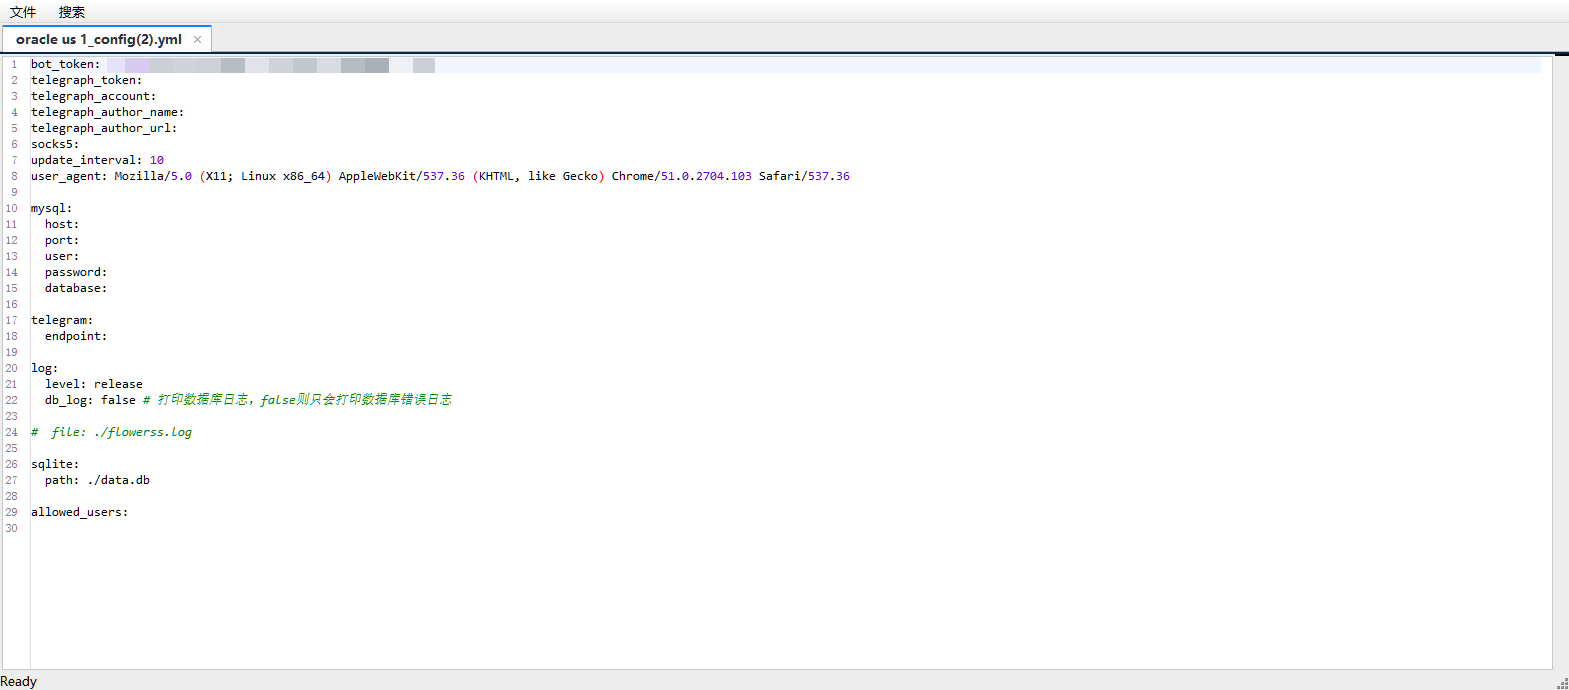 文件 搜索
oracle us 1_config(2).yml ×
1 bot_token:
2 telegraph_token:
3 telegraph_account:
4 telegraph_author_name:
5 telegraph_author_url:
6 socks5:
7 update_interval: 10
8 user_agent: Mozilla/5.0 (X11; Linux x86_64) AppleWebKit/537.36 (KHTML, like Gecko) Chrome/51.0.2704.103 Safari/537.36
9
10 mysql:
11 host:
12 port:
13 user:
14 password:
15 database:
16
17 telegram:
18 endpoint:
19
20 log:
21 level: release
22 db_log: false # 打印数据库日志，false则只会打印数据库错误日志
23
24 # file: ./flowerss.log
25
26 sqlite:
27 path: ./data.db
28
29 allowed_users:
30
Ready